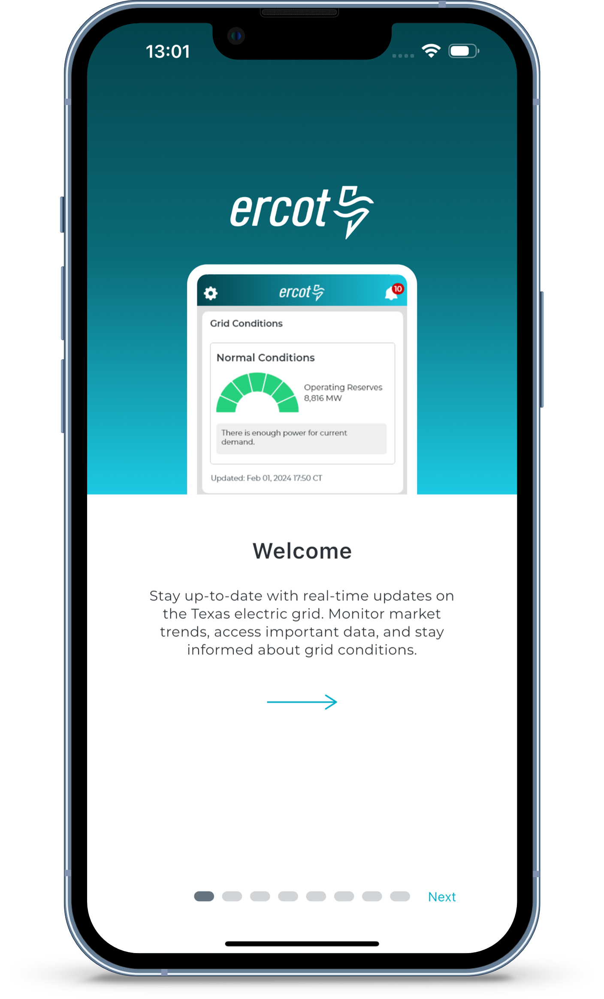 13:01
ercot
ercot
10
Grid Conditions
Normal Conditions
Operating Reserves
8,816 MW
There is enough power for current
demand.
Updated: Feb 01, 2024 17:50 CT
Welcome
Stay up-to-date with real-time updates on
the Texas electric grid. Monitor market
trends, access important data, and stay
informed about grid conditions.
Next